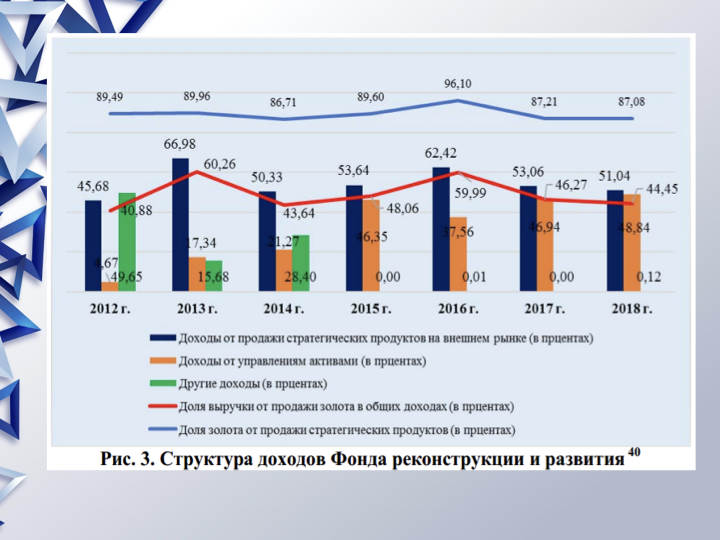 89,49 89,96 86,71 89,60 96,10 87,21 87,08
45,68 66,98 50,33 53,64 62,42 53,06 51,04
40,88 60,26 43,64 48,06 59,99 46,27 44,45
4,67 17,34 21,27 46,35 37,56 46,94 48,84
49,65 15,68 28,40 0,00 0,01 0,00 0,12
2012 г. 2013 г. 2014 г. 2015 г. 2016 г. 2017 г. 2018 г.
Доходы от продажи стратегических продуктов на внешнем рынке (в прцентах)
Доходы от управлениям активами (в прцентах)
Другие доходы (в прцентах)
Доля выручки от продажи золота в общих доходах (в прцентах)
Доля золота от продажи стратегических продуктов (в прцентах)
Рис. 3. Структура доходов Фонда реконструкции и развития 40